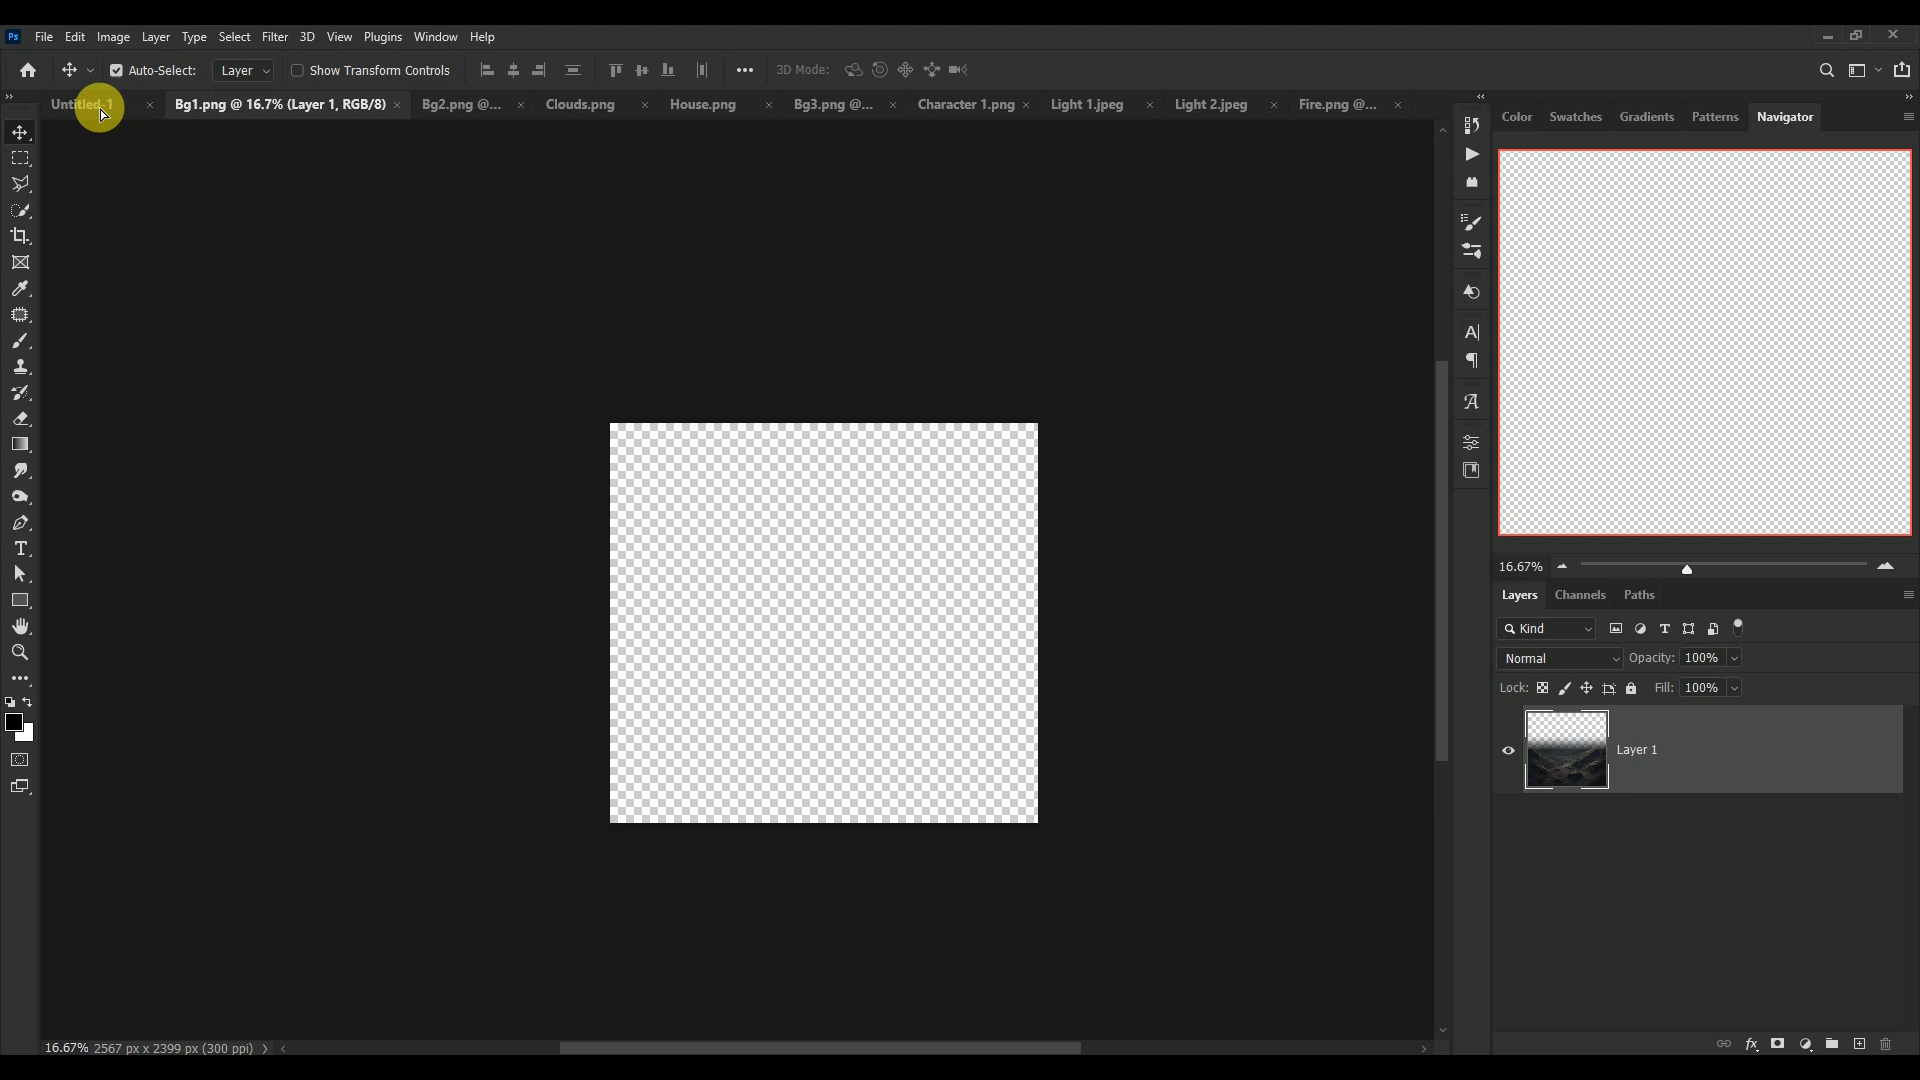 Ps File Edit Image Layer Type Select Filter 3D View Plugins Window Help
Auto-Select: Layer Show Transform Controls 3D Mode:
Untitled-1 Bg1.png @ 16.7% (Layer 1, RGB/8) Bg2.png @... Clouds.png House.png Bg3.png @... Character 1.png Light 1.jpeg Light 2.jpeg Fire.png @...
Color Swatches Gradients Patterns Navigator
16.67%
Layers Channels Paths
Kind
Normal Opacity: 100%
Lock: Fill: 100%
Layer 1
16.67% 2567 px x 2399 px (300 ppi)